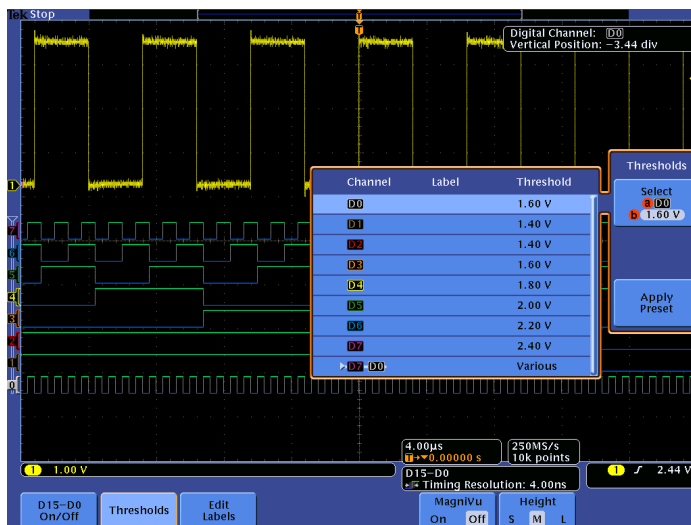 Tek Stop
T
T
Digital Channel: D0
Vertical Position: −3.44 div
Thresholds
Channel Label Threshold
D0 1.60 V
D1 1.40 V
D2 1.40 V
D3 1.60 V
D4 1.80 V
D5 2.00 V
D6 2.20 V
D7 2.40 V
D7-D0 Various
Select
a D0
b 1.60 V
Apply
Preset
1
7
6
5
4
3
2
1
0
4.00μs
T→▼0.00000 s
250MS/s
10k points
1 1.00 V
D15−D0
Timing Resolution: 4.00ns
1 2.44 V
D15−D0
On/Off
Thresholds
Edit
Labels
MagniVu
On Off
Height
S M L